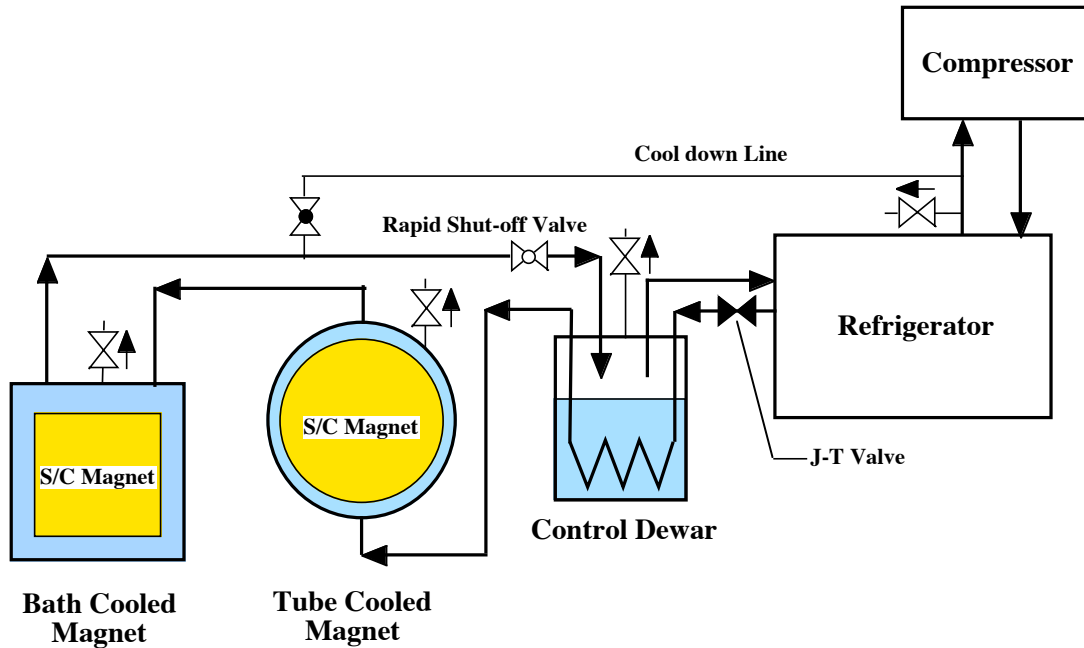 Compressor
Cool down Line
Rapid Shut-off Valve
Refrigerator
S/C Magnet
S/C Magnet
J-T Valve
Control Dewar
Bath Cooled
Magnet
Tube Cooled
Magnet